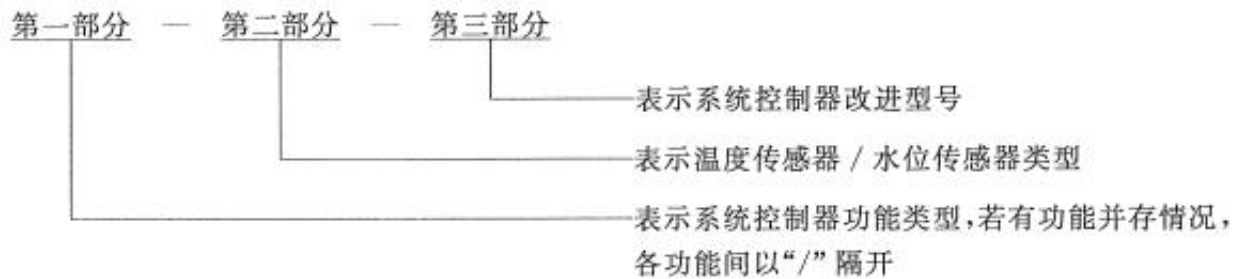 第一部分 — 第二部分 — 第三部分
表示系统控制器改进型号
表示温度传感器 / 水位传感器类型
表示系统控制器功能类型,若有功能并存情况,
各功能间以“/”隔开